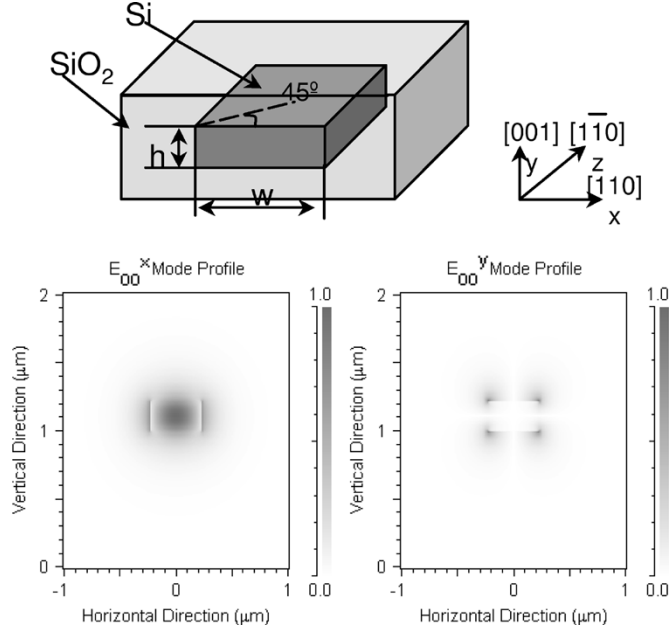 Si
SiO2
45º
h
w
[001] [11̅0]
y z
[110]
x
E00x Mode Profile
E00y Mode Profile
2
1
0
-1 0 1
1.0
0.0
Vertical Direction (μm)
Horizontal Direction (μm)
2
1
0
-1 0 1
1.0
0.0
Vertical Direction (μm)
Horizontal Direction (μm)